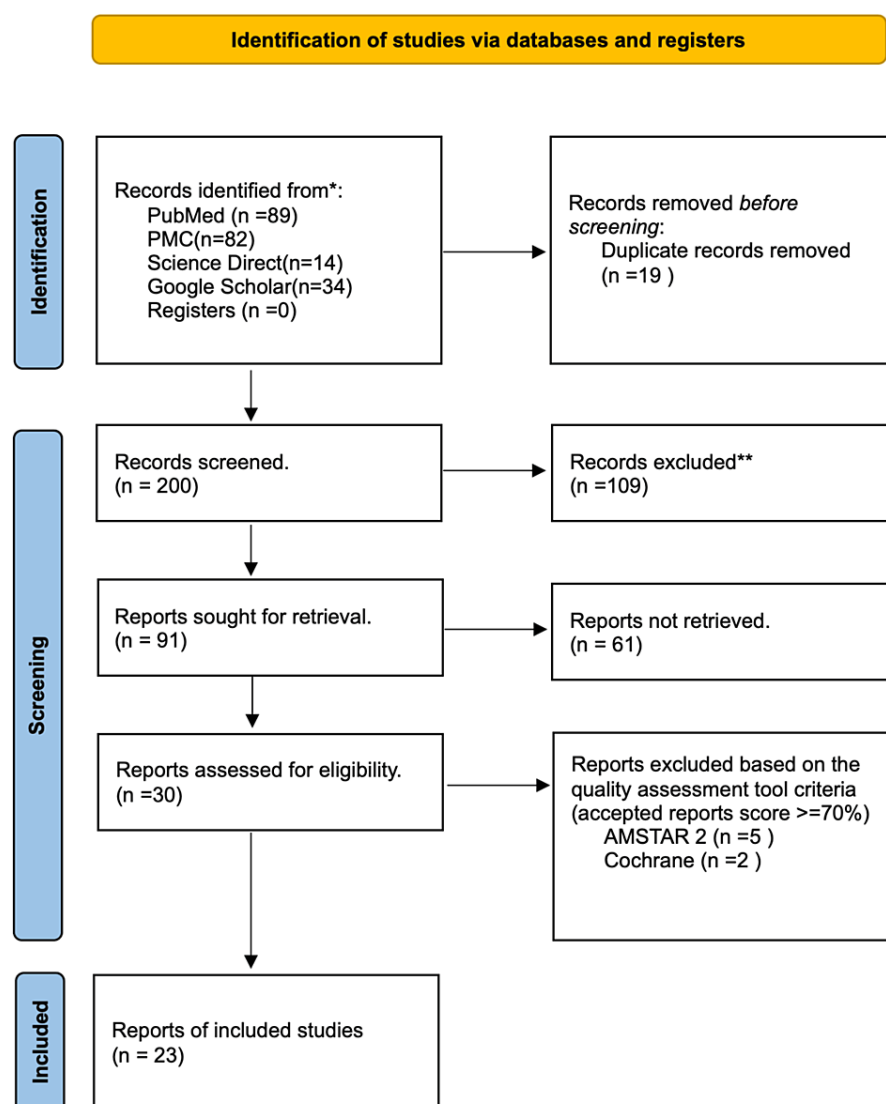 Identification of studies via databases and registers
Identification
Records identified from*:
PubMed (n =89)
PMC(n=82)
Science Direct(n=14)
Google Scholar(n=34)
Registers (n =0)
Records removed before
screening:
Duplicate records removed
(n =19 )
Screening
Records screened.
(n = 200)
Records excluded**
(n =109)
Reports sought for retrieval.
(n = 91)
Reports not retrieved.
(n = 61)
Reports assessed for eligibility.
(n =30)
Reports excluded based on the
quality assessment tool criteria
(accepted reports score >=70%)
AMSTAR 2 (n =5 )
Cochrane (n =2 )
Included
Reports of included studies
(n = 23)